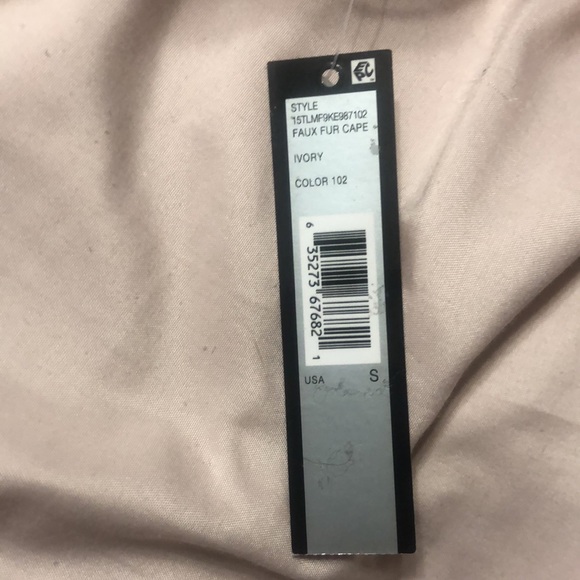 STYLE
15TLMF9KE987102
FAUX FUR CAPE
IVORY
COLOR 102
6 35273 67682 1
USA S